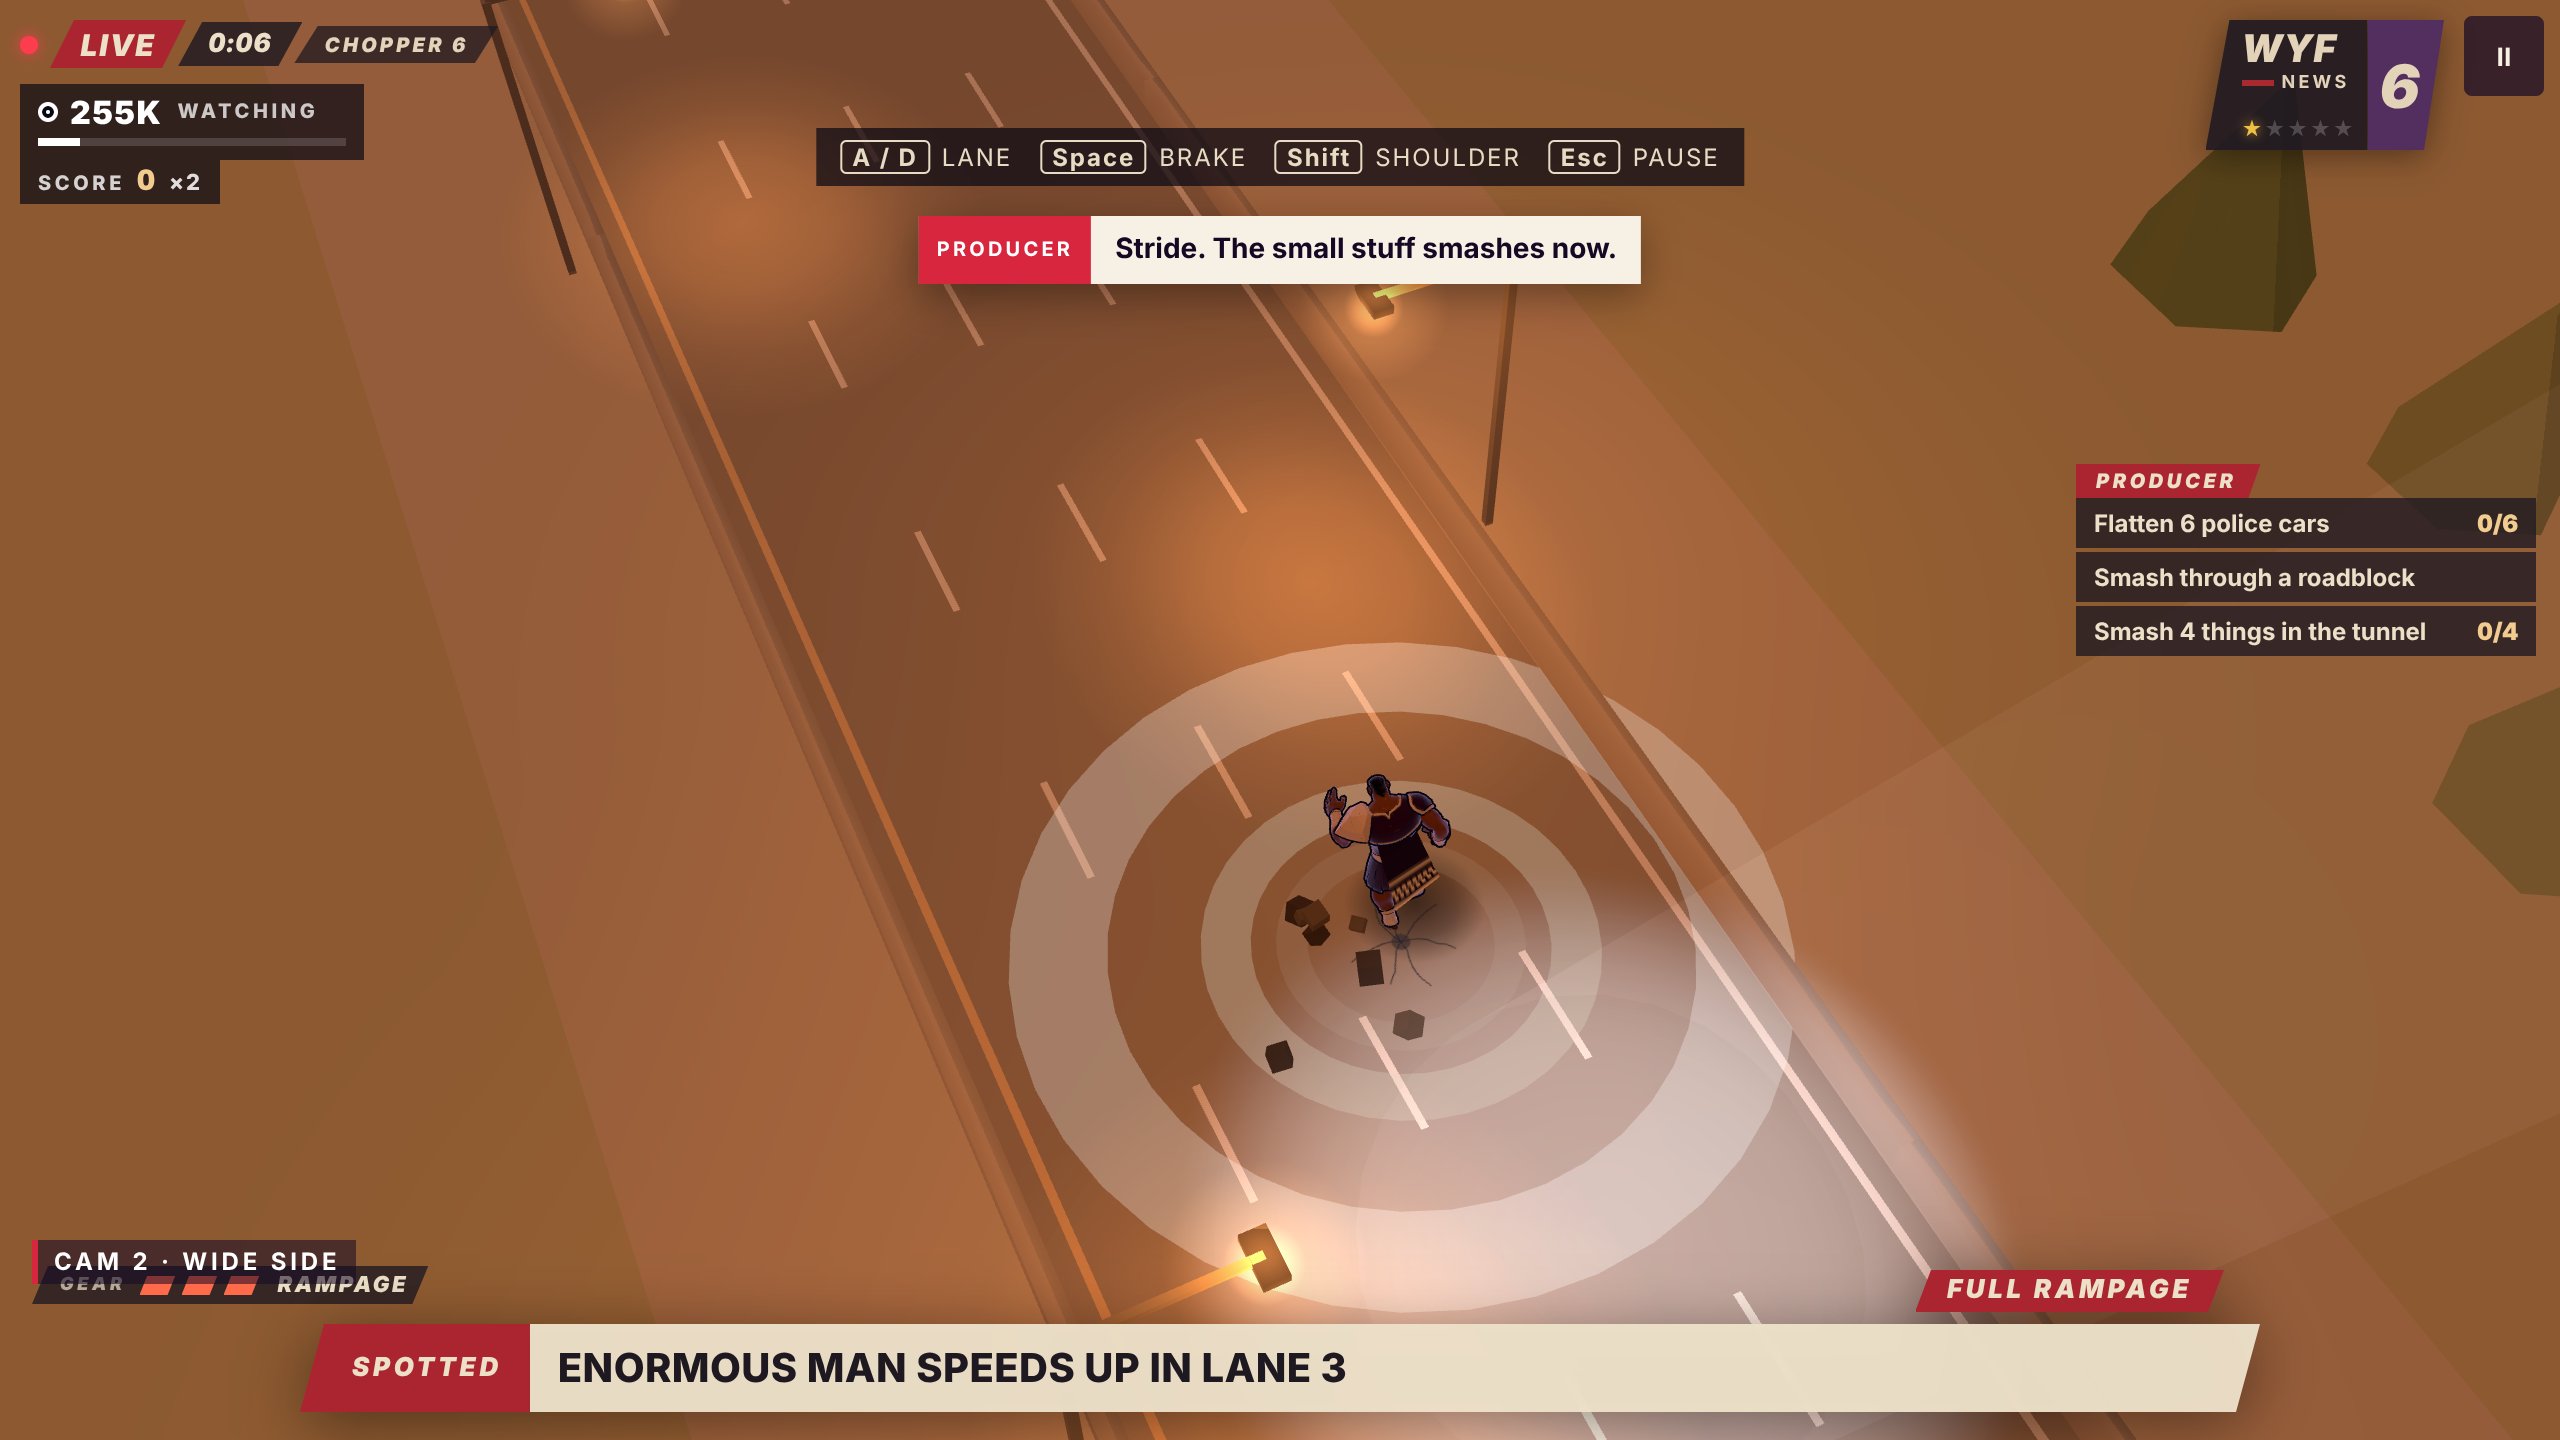 LIVE 0:06 CHOPPER 6
255K WATCHING
SCORE 0 ×2
A / D LANE Space BRAKE Shift SHOULDER Esc PAUSE
PRODUCER Stride. The small stuff smashes now.
WYF
NEWS
6
PRODUCER
Flatten 6 police cars 0/6
Smash through a roadblock
Smash 4 things in the tunnel 0/4
CAM 2 · WIDE SIDE
GEAR RAMPAGE
FULL RAMPAGE
SPOTTED ENORMOUS MAN SPEEDS UP IN LANE 3